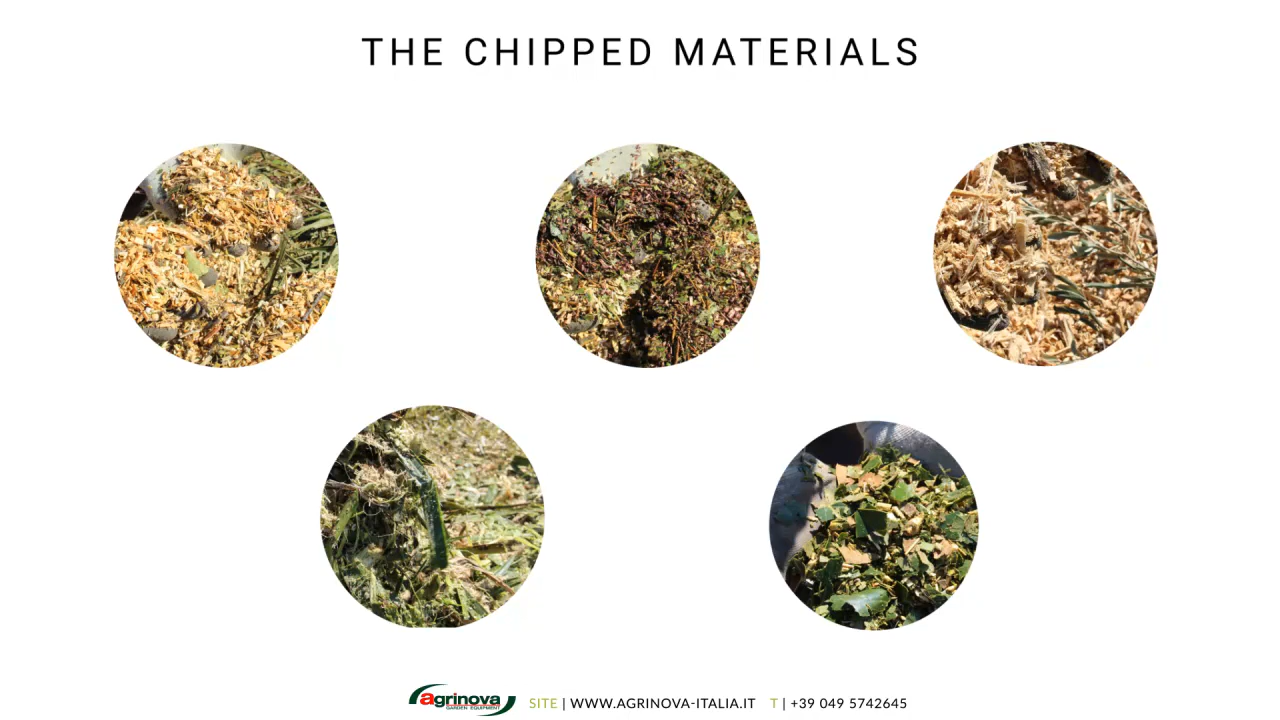 THE CHIPPED MATERIALS
agrinova
GARDEN EQUIPMENT
SITE | WWW.AGRINOVA-ITALIA.IT T | +39 049 5742645